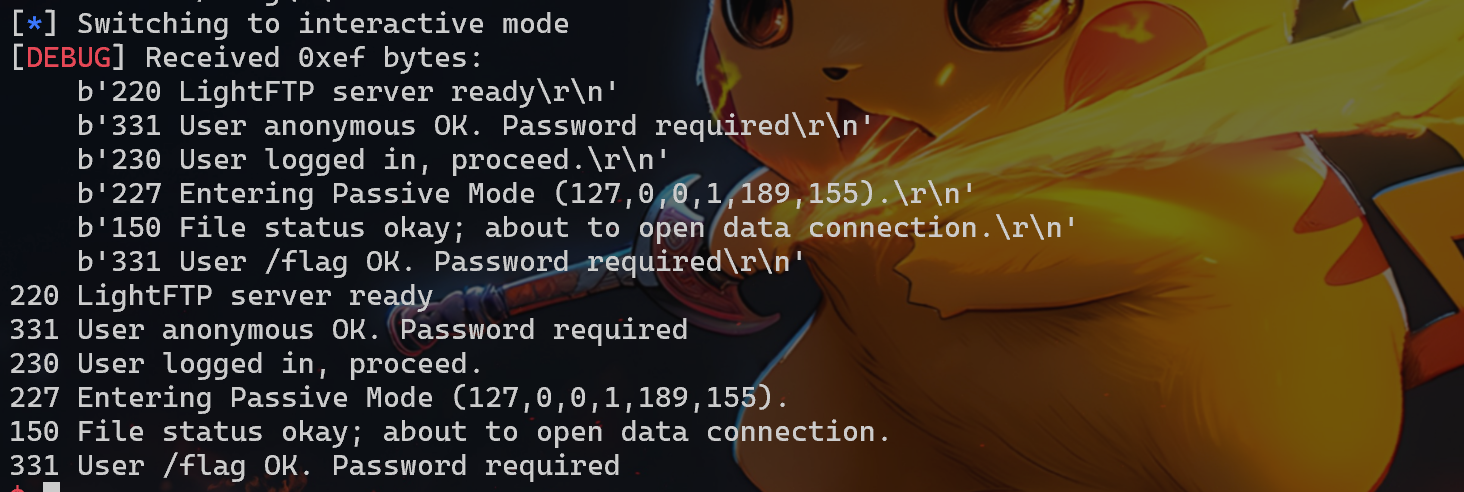 [*] Switching to interactive mode
[DEBUG] Received 0xef bytes:
b'220 LightFTP server ready\r\n'
b'331 User anonymous OK. Password required\r\n'
b'230 User logged in, proceed.\r\n'
b'227 Entering Passive Mode (127,0,0,1,189,155).\r\n'
b'150 File status okay; about to open data connection.\r\n'
b'331 User /flag OK. Password required\r\n'
220 LightFTP server ready
331 User anonymous OK. Password required
230 User logged in, proceed.
227 Entering Passive Mode (127,0,0,1,189,155).
150 File status okay; about to open data connection.
331 User /flag OK. Password required